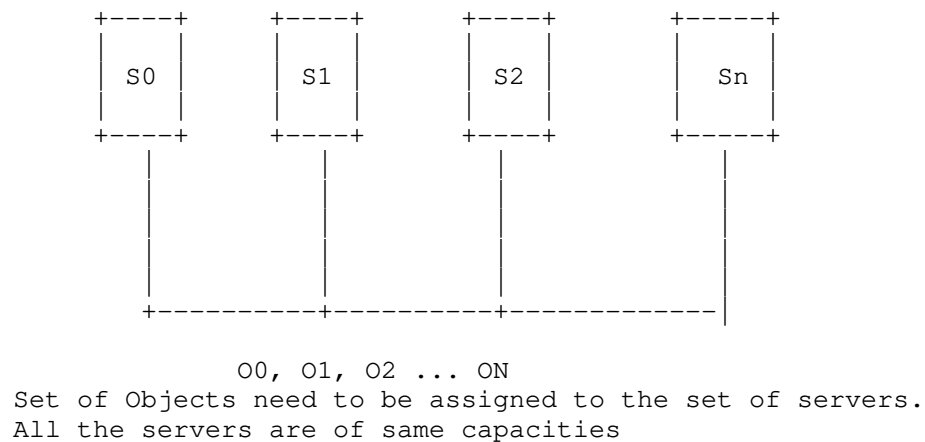 S0 S1 S2 Sn
O0, O1, O2 ... ON
Set of Objects need to be assigned to the set of servers.
All the servers are of same capacities